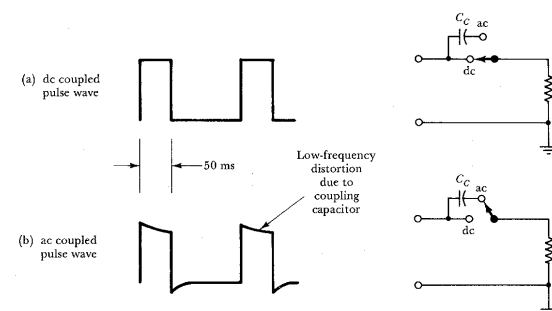 C_C ac
dc
(a) dc coupled
pulse wave
50 ms
Low-frequency
distortion
due to
coupling
capacitor
C_C ac
dc
(b) ac coupled
pulse wave